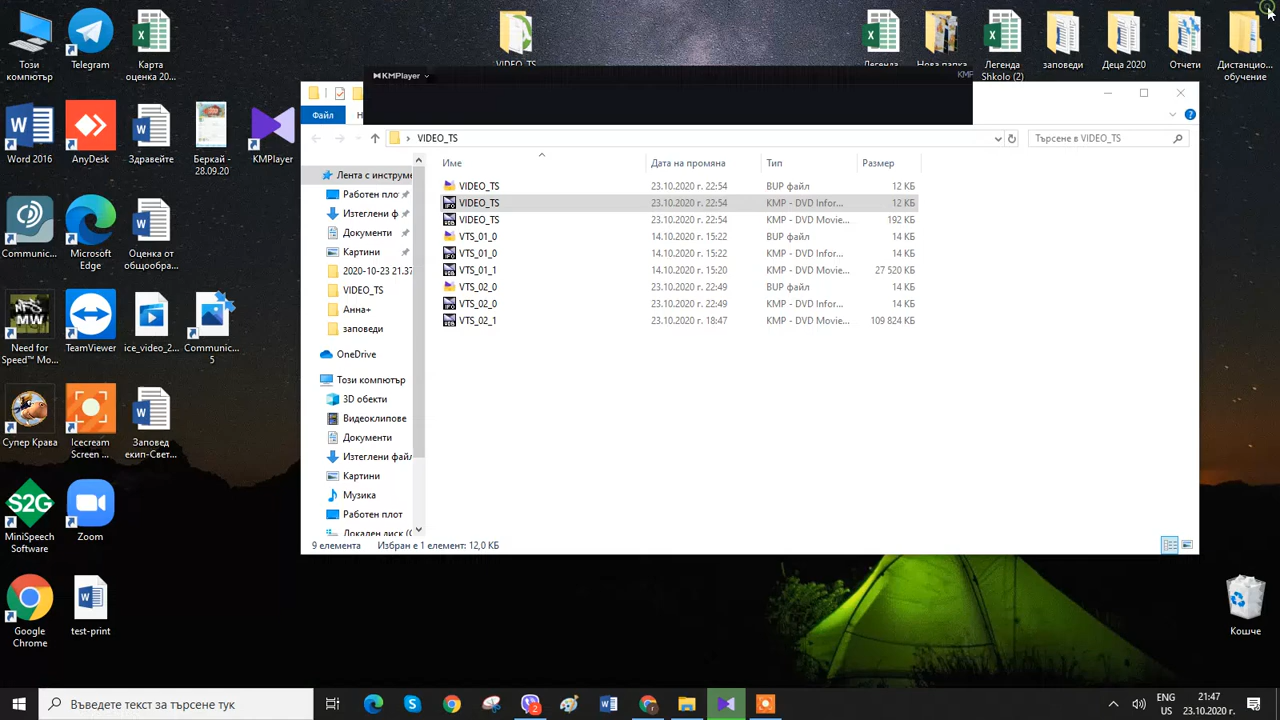 Този
компютър
Telegram
Карта
оценка 20...
VIDEO_TS
Легенда
Нова папка
Легенда
Shkolo (2)
заповеди
Деца 2020
Отчети
Дистанцио...
обучение
Word 2016
AnyDesk
Здравейте
Беркай -
28.09.20
KMPlayer
Communic...
Microsoft
Edge
Оценка от
общообра...
Need for
Speed™ Mo...
TeamViewer
ice_video_2...
Communic...
5
Супер Крава
Icecream
Screen ...
Заповед
екип-Свет...
MiniSpeech
Software
Zoom
Google
Chrome
test-print
Кошче
KMPlayer
KMP
Файл
VIDEO_TS
Търсене в VIDEO_TS
Име Дата на промяна Тип Размер
VIDEO_TS 23.10.2020 г. 22:54 BUP файл 12 КБ
VIDEO_TS 23.10.2020 г. 22:54 KMP - DVD Infor... 12 КБ
VIDEO_TS 23.10.2020 г. 22:54 KMP - DVD Movie... 192 КБ
VTS_01_0 14.10.2020 г. 15:22 BUP файл 14 КБ
VTS_01_0 14.10.2020 г. 15:22 KMP - DVD Infor... 14 КБ
VTS_01_1 14.10.2020 г. 15:20 KMP - DVD Movie... 27 520 КБ
VTS_02_0 23.10.2020 г. 22:49 BUP файл 14 КБ
VTS_02_0 23.10.2020 г. 22:49 KMP - DVD Infor... 14 КБ
VTS_02_1 23.10.2020 г. 18:47 KMP - DVD Movie... 109 824 КБ
Лента с инструме
Работен пло
Изтеглени ф
Документи
Картини
2020-10-23 21.37
VIDEO_TS
Анна+
заповеди
OneDrive
Този компютър
3D обекти
Видеоклипове
Документи
Изтеглени файл
Картини
Музика
Работен плот
Локален диск (C
9 елемента Избран е 1 елемент: 12,0 КБ
Въведете текст за търсене тук
ENG
US
21:47
23.10.2020 г.